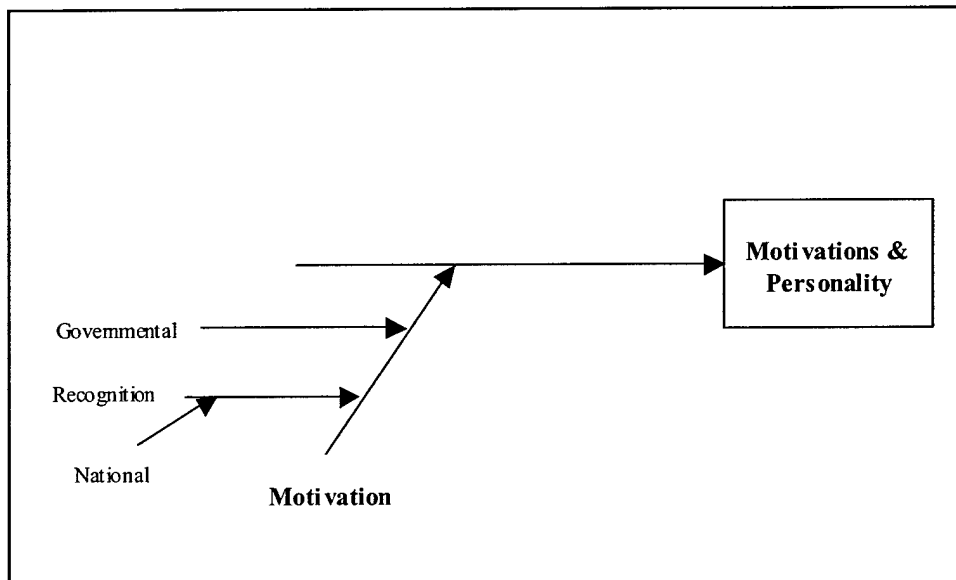 Motivations &
Personality
Governmental
Recognition
National
Motivation